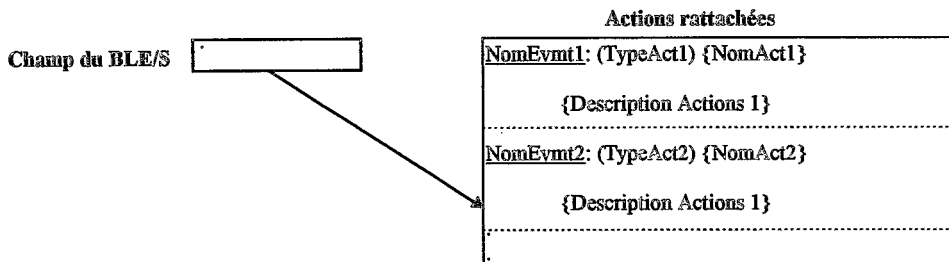 Actions rattachées
Champ du BLE/S
NomEvmt1: (TypeAct1) {NomAct1}
{Description Actions 1}
NomEvmt2: (TypeAct2) {NomAct2}
{Description Actions 1}